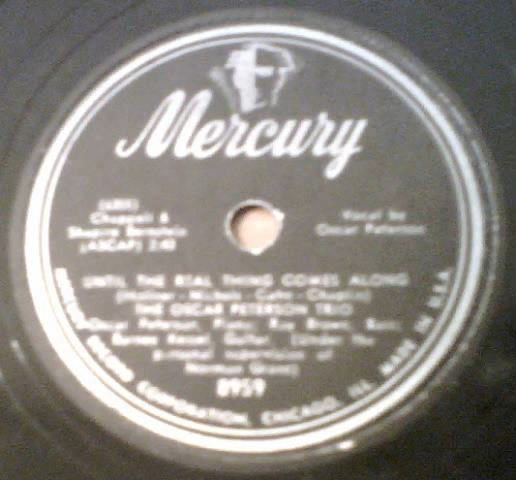 Mercury
Chappell &
Shapiro Bernstein
(ASCAP) 2:43
Vocal by
Oscar Peterson
UNTIL THE REAL THING COMES ALONG
(Holiner - Nichols - Cahn - Chaplin)
THE OSCAR PETERSON TRIO
Oscar Peterson, Piano; Ray Brown, Bass;
Barney Kessel, Guitar. (Under the
personal supervision of
Norman Granz)
8959
MERCURY RECORD CORPORATION, CHICAGO, ILL. MADE IN U.S.A.